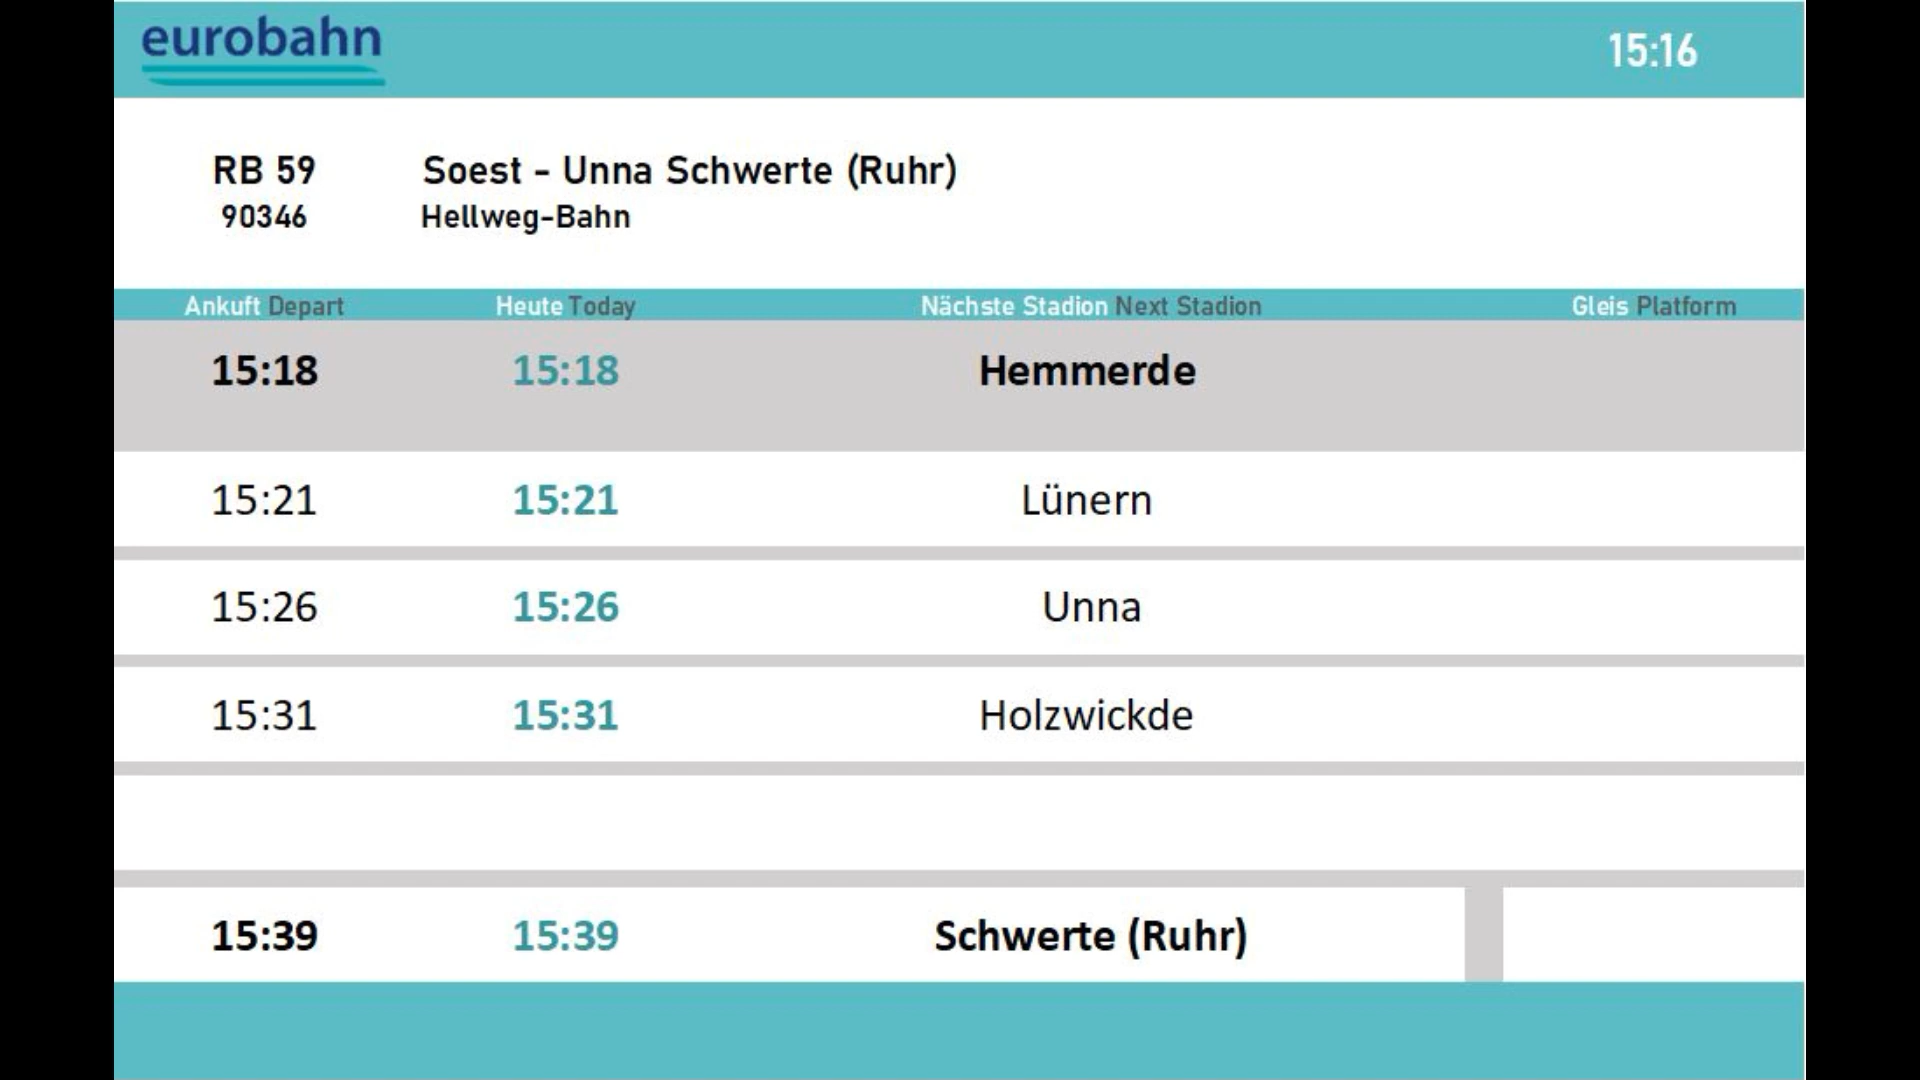 eurobahn
15:16
RB 59 Soest - Unna Schwerte (Ruhr)
90346 Hellweg-Bahn
Ankuft Depart Heute Today Nächste Stadion Next Stadion Gleis Platform
15:18 15:18 Hemmerde
15:21 15:21 Lünern
15:26 15:26 Unna
15:31 15:31 Holzwickde
15:39 15:39 Schwerte (Ruhr)